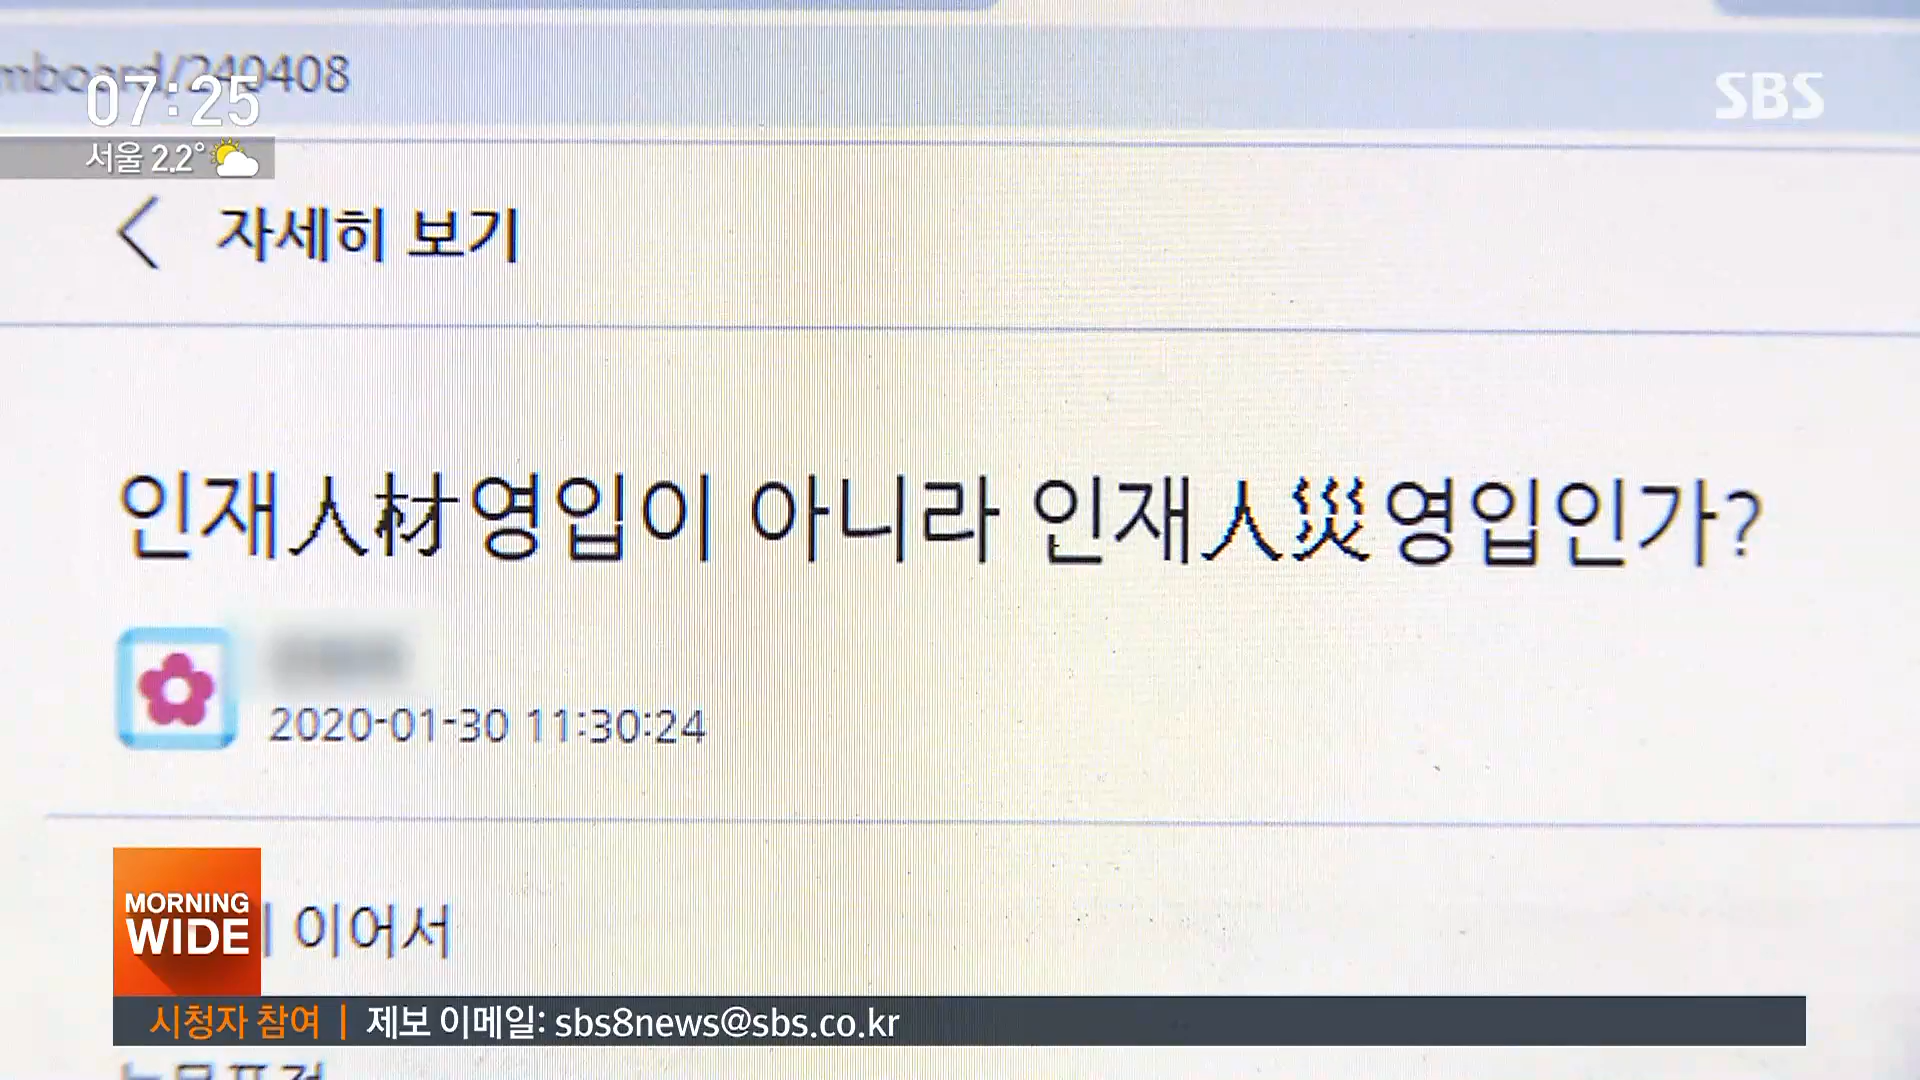 mboard/240408
07:25
SBS
서울 2.2°
자세히 보기
인재人材영입이 아니라 인재人災영입인가?
2020-01-30 11:30:24
MORNING
WIDE
이어서
시청자 참여 | 제보 이메일: sbs8news@sbs.co.kr